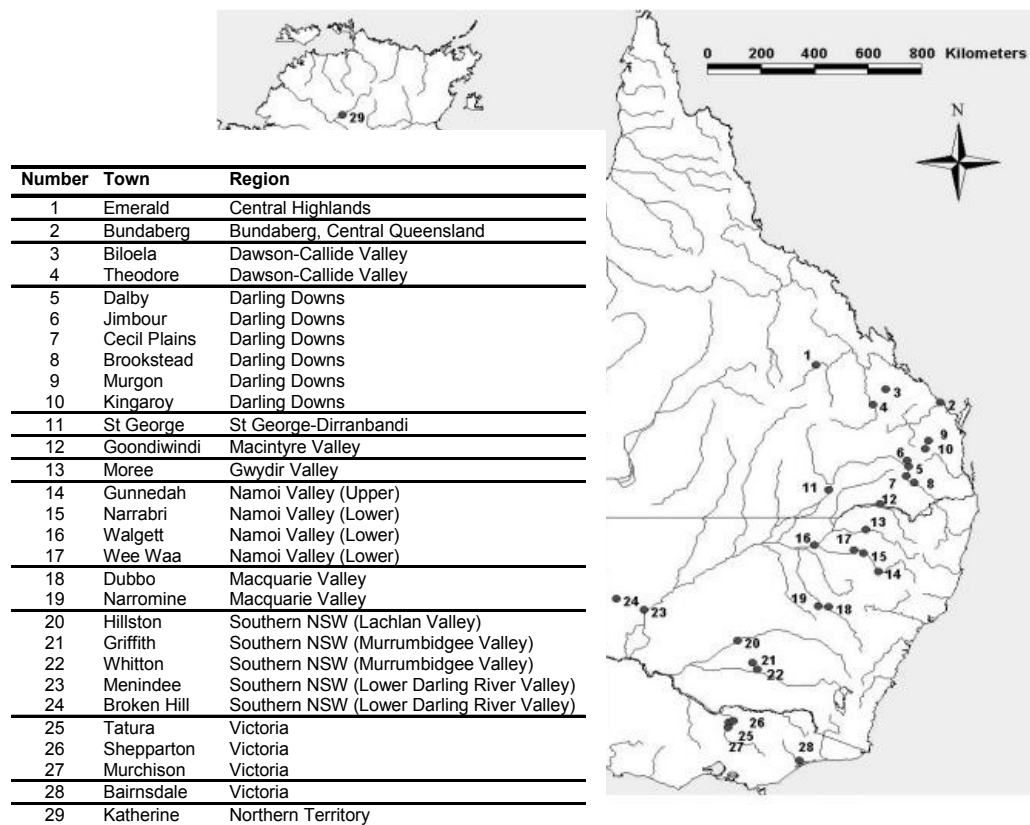 0 200 400 600 800 Kilometers
N
29
Number Town Region
1 Emerald Central Highlands
2 Bundaberg Bundaberg, Central Queensland
3 Biloela Dawson-Callide Valley
4 Theodore Dawson-Callide Valley
5 Dalby Darling Downs
6 Jimbour Darling Downs
7 Cecil Plains Darling Downs
8 Brookstead Darling Downs
9 Murgon Darling Downs
10 Kingaroy Darling Downs
11 St George St George-Dirranbandi
12 Goondiwindi Macintyre Valley
13 Moree Gwydir Valley
14 Gunnedah Namoi Valley (Upper)
15 Narrabri Namoi Valley (Lower)
16 Walgett Namoi Valley (Lower)
17 Wee Waa Namoi Valley (Lower)
18 Dubbo Macquarie Valley
19 Narromine Macquarie Valley
20 Hillston Southern NSW (Lachlan Valley)
21 Griffith Southern NSW (Murrumbidgee Valley)
22 Whitton Southern NSW (Murrumbidgee Valley)
23 Menindee Southern NSW (Lower Darling River Valley)
24 Broken Hill Southern NSW (Lower Darling River Valley)
25 Tatura Victoria
26 Shepparton Victoria
27 Murchison Victoria
28 Bairnsdale Victoria
29 Katherine Northern Territory
1
3
2
4
9
10
6
5
7
8
11
12
13
16
17
15
14
24
23
19
18
20
21
22
26
25
27
28